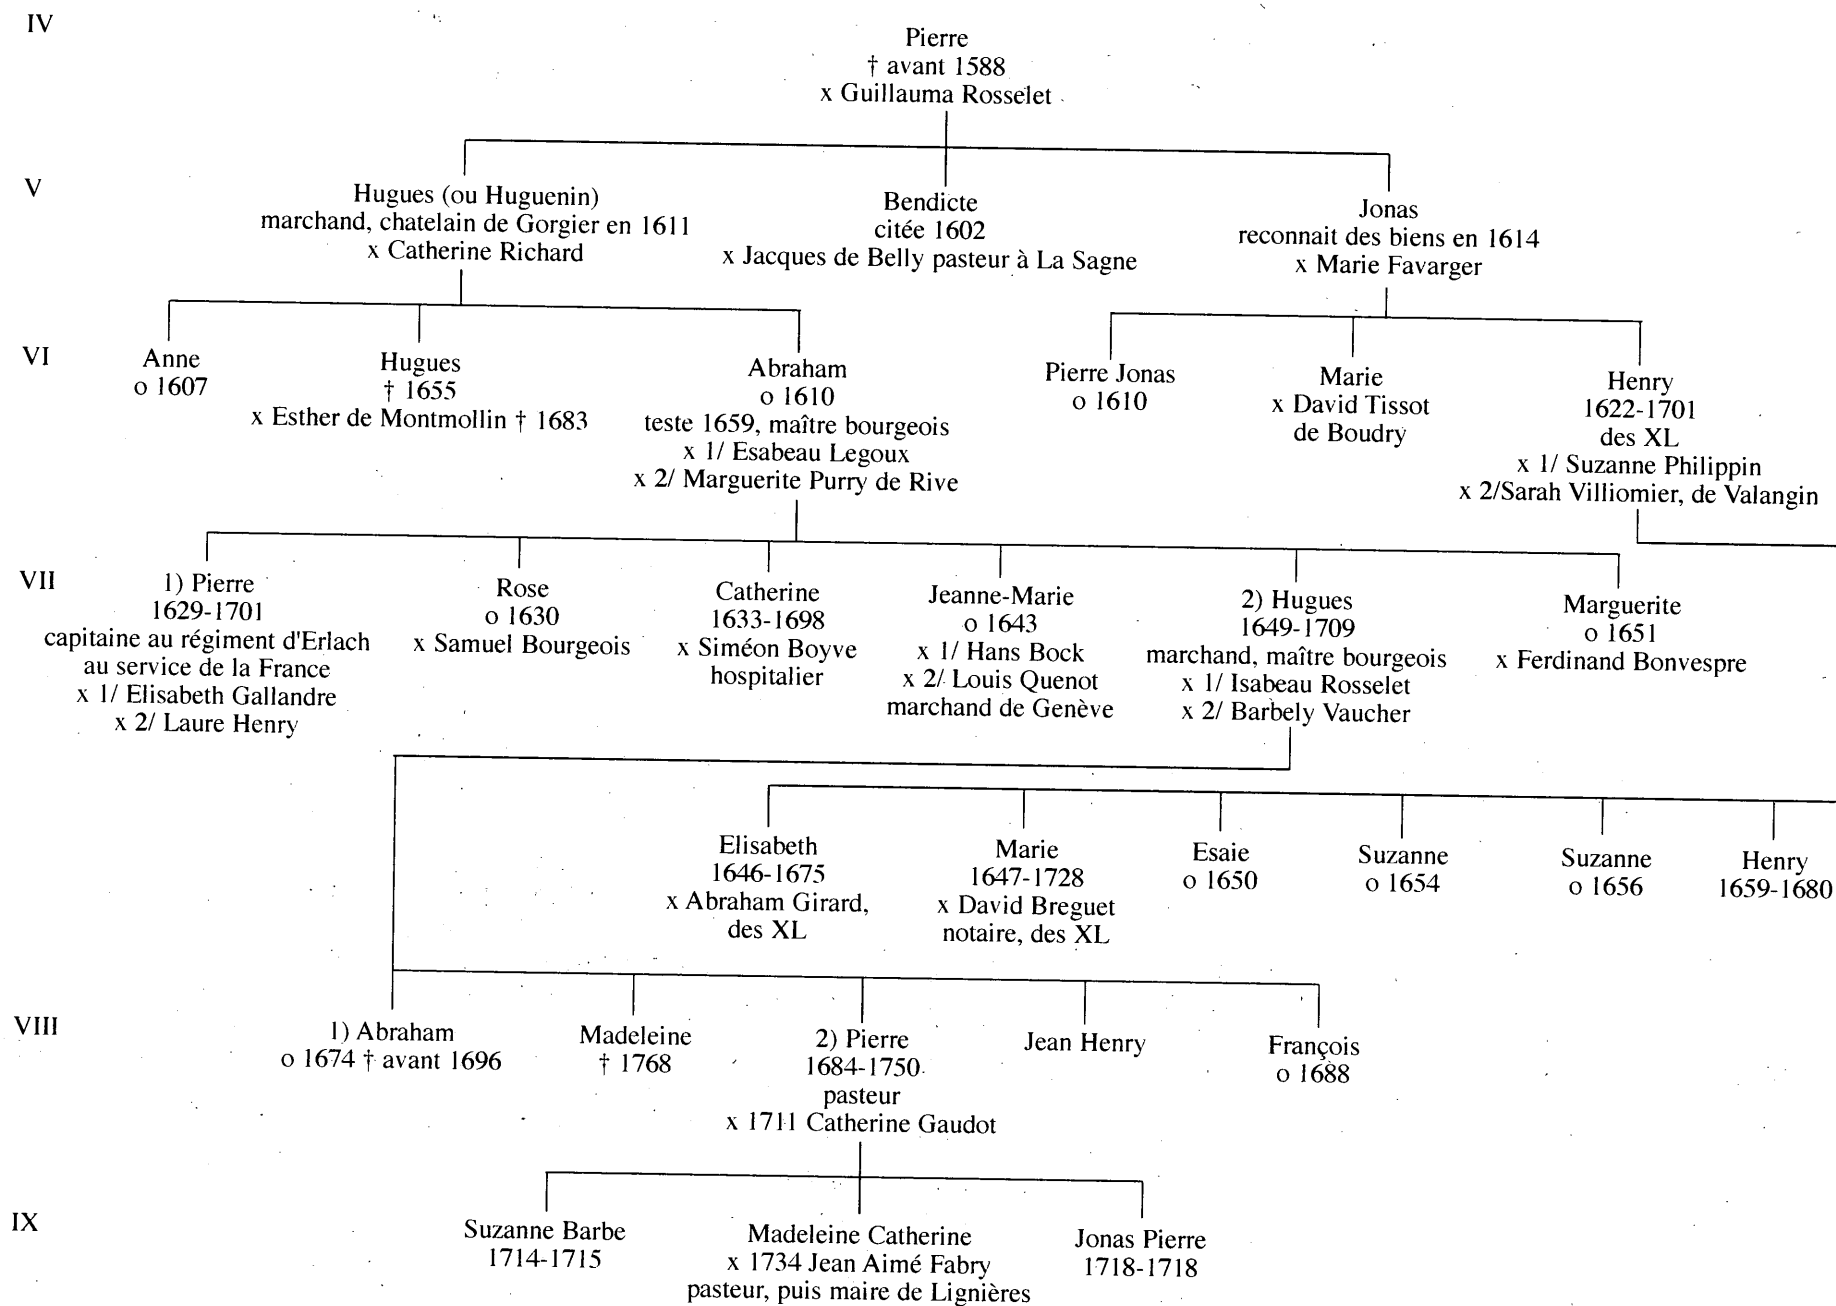 IV
Pierre
† avant 1588
x Guillauma Rosselet
V
Hugues (ou Huguenin)
marchand, chatelain de Gorgier en 1611
x Catherine Richard
Bendicte
citée 1602
x Jacques de Belly pasteur à La Sagne
Jonas
reconnait des biens en 1614
x Marie Favarger
VI
Anne
o 1607
Hugues
† 1655
x Esther de Montmollin † 1683
Abraham
o 1610
teste 1659, maître bourgeois
x 1/ Esabeau Legoux
x 2/ Marguerite Purry de Rive
Pierre Jonas
o 1610
Marie
x David Tissot
de Boudry
Henry
1622-1701
des XL
x 1/ Suzanne Philippin
x 2/Sarah Villiomier, de Valangin
VII
1) Pierre
1629-1701
capitaine au régiment d'Erlach
au service de la France
x 1/ Elisabeth Gallandre
x 2/ Laure Henry
Rose
o 1630
x Samuel Bourgeois
Catherine
1633-1698
x Siméon Boyve
hospitalier
Jeanne-Marie
o 1643
x 1/ Hans Bock
x 2/ Louis Quenot
marchand de Genève
2) Hugues
1649-1709
marchand, maître bourgeois
x 1/ Isabeau Rosselet
x 2/ Barbely Vaucher
Marguerite
o 1651
x Ferdinand Bonvespre
Elisabeth
1646-1675
x Abraham Girard,
des XL
Marie
1647-1728
x David Breguet
notaire, des XL
Esaie
o 1650
Suzanne
o 1654
Suzanne
o 1656
Henry
1659-1680
VIII
1) Abraham
o 1674 † avant 1696
Madeleine
† 1768
2) Pierre
1684-1750
pasteur
x 1711 Catherine Gaudot
Jean Henry
François
o 1688
IX
Suzanne Barbe
1714-1715
Madeleine Catherine
x 1734 Jean Aimé Fabry
pasteur, puis maire de Lignières
Jonas Pierre
1718-1718